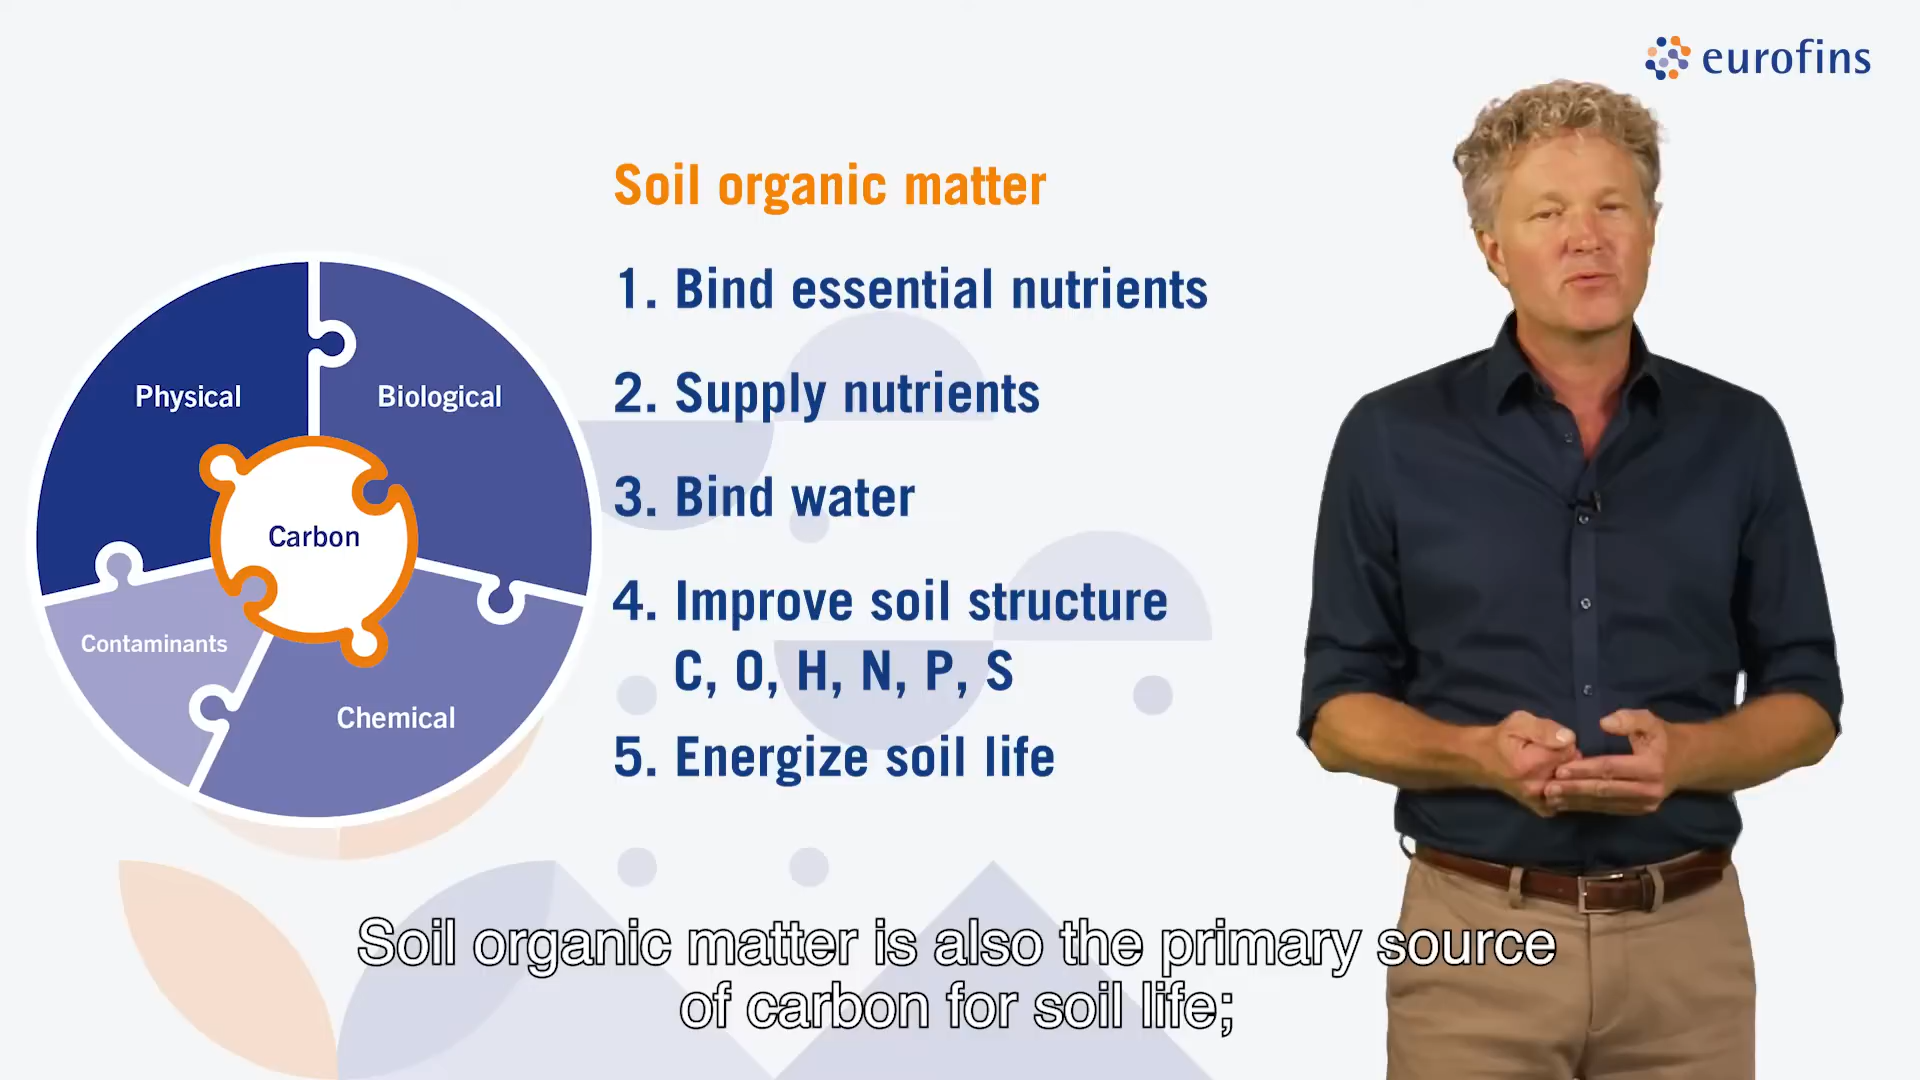 eurofins
Soil organic matter
1. Bind essential nutrients
2. Supply nutrients
3. Bind water
4. Improve soil structure
C, O, H, N, P, S
5. Energize soil life
Physical
Biological
Carbon
Contaminants
Chemical
Soil organic matter is also the primary source
of carbon for soil life;